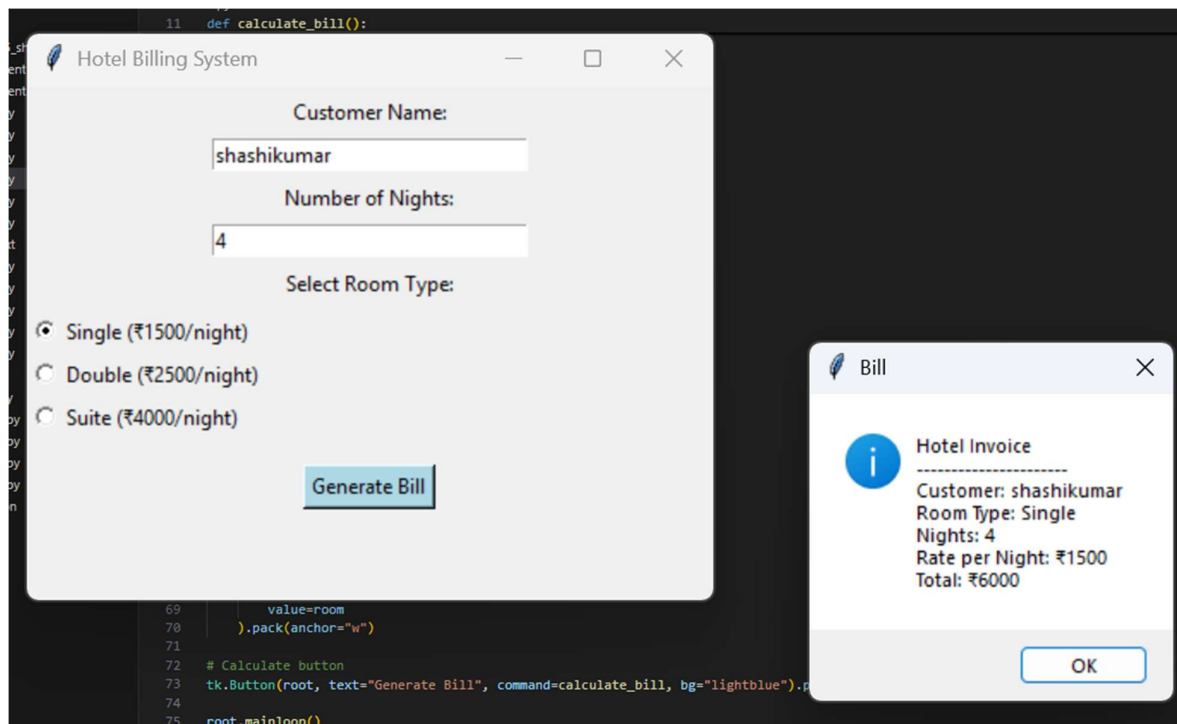 11 def calculate_bill():
Hotel Billing System
Customer Name:
shashikumar
Number of Nights:
4
Select Room Type:
Single (₹1500/night)
Double (₹2500/night)
Suite (₹4000/night)
Generate Bill
Bill
Hotel Invoice
----------------------
Customer: shashikumar
Room Type: Single
Nights: 4
Rate per Night: ₹1500
Total: ₹6000
OK
69 value=room
70 ).pack(anchor="w")
71
72 # Calculate button
73 tk.Button(root, text="Generate Bill", command=calculate_bill, bg="lightblue").p
74
75 root.mainloop()